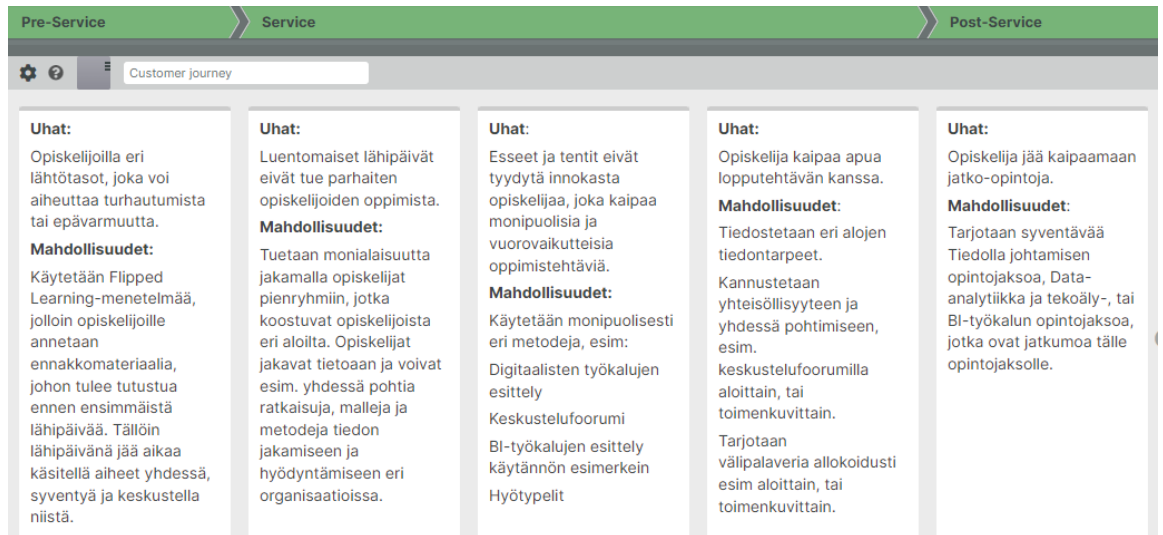 Pre-Service
Service
Post-Service
Customer journey
Uhat:
Opiskelijoilla eri
lähtötasot, joka voi
aiheuttaa turhautumista
tai epävarmuutta.
Mahdollisuudet:
Käytetään Flipped
Learning-menetelmää,
jolloin opiskelijoille
annetaan
ennakkomateriaalia,
johon tulee tutustua
ennen ensimmäistä
lähipäivää. Tällöin
lähipäivänä jää aikaa
käsitellä aiheet yhdessä,
syventyä ja keskustella
niistä.
Uhat:
Luentomaiset lähipäivät
eivät tue parhaiten
opiskelijoiden oppimista.
Mahdollisuudet:
Tuetaan monialaisuutta
jakamalla opiskelijat
pienryhmiin, jotka
koostuvat opiskelijoista
eri aloilta. Opiskelijat
jakavat tietoaan ja voivat
esim. yhdessä pohtia
ratkaisuja, malleja ja
metodeja tiedon
jakamiseen ja
hyödyntämiseen eri
organisaatioissa.
Uhat:
Esseet ja tentit eivät
tyydytä innokasta
opiskelijaa, joka kaipaa
monipuolisia ja
vuorovaikutteisia
oppimistehtäviä.
Mahdollisuudet:
Käytetään monipuolisesti
eri metodeja, esim:
Digitaalisten työkalujen
esittely
Keskustelufoorumi
BI-työkalujen esittely
käytännön esimerkein
Hyötypelit
Uhat:
Opiskelija kaipaa apua
lopputehtävän kanssa.
Mahdollisuudet:
Tiedostetaan eri alojen
tiedontarpeet.
Kannustetaan
yhteisöllisyyteen ja
yhdessä pohtimiseen,
esim.
keskustelufoorumilla
aloittain, tai
toimenkuvittain.
Tarjotaan
välipalaveria allokoidusti
esim aloittain, tai
toimenkuvittain.
Uhat:
Opiskelija jää kaipaamaan
jatko-opintoja.
Mahdollisuudet:
Tarjotaan syventävää
Tiedolla johtamisen
opintojaksoa, Data-
analytiikka ja tekoäly-, tai
BI-työkalun opintojaksoa,
jotka ovat jatkumoa tälle
opintojaksolle.